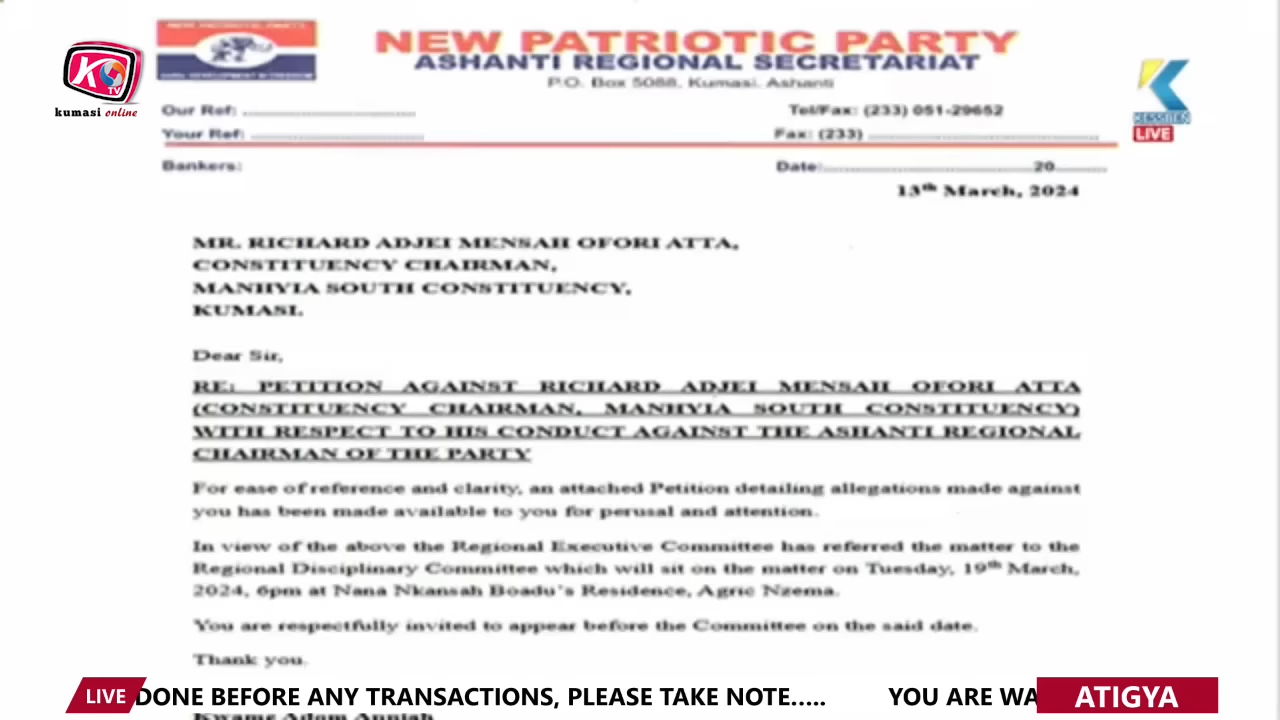 NEW PATRIOTIC PARTY
ASHANTI REGIONAL SECRETARIAT
P.O. Box 5088, Kumasi, Ashanti
K TV
kumasi online
KESSBEN
LIVE
Our Ref: ........................................
Tel/Fax: (233) 051-29652
Your Ref: ........................................
Fax: (233) ........................................
Bankers:
Date:........................................20..........
13th March, 2024
MR. RICHARD ADJEI MENSAH OFORI ATTA,
CONSTITUENCY CHAIRMAN,
MANHYIA SOUTH CONSTITUENCY,
KUMASI.
Dear Sir,
RE: PETITION AGAINST RICHARD ADJEI MENSAH OFORI ATTA
(CONSTITUENCY CHAIRMAN, MANHYIA SOUTH CONSTITUENCY)
WITH RESPECT TO HIS CONDUCT AGAINST THE ASHANTI REGIONAL
CHAIRMAN OF THE PARTY
For ease of reference and clarity, an attached Petition detailing allegations made against
you has been made available to you for perusal and attention.
In view of the above the Regional Executive Committee has referred the matter to the
Regional Disciplinary Committee which will sit on the matter on Tuesday, 19th March,
2024, 6pm at Nana Nkansah Boadu's Residence, Agric Nzema.
You are respectfully invited to appear before the Committee on the said date.
Thank you.
LIVE DONE BEFORE ANY TRANSACTIONS, PLEASE TAKE NOTE..... YOU ARE WA ATIGYA